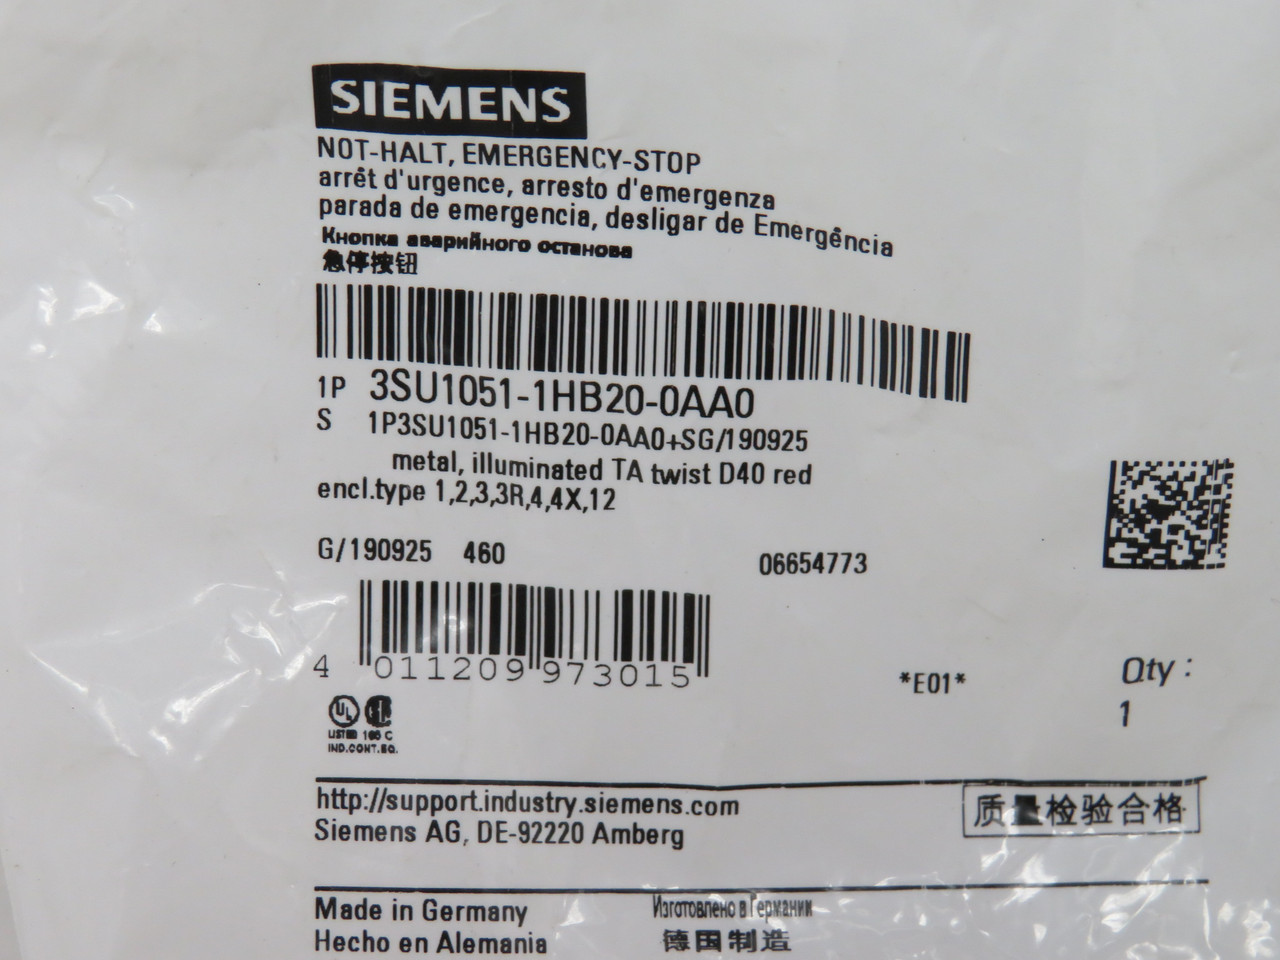 SIEMENS
NOT-HALT, EMERGENCY-STOP
arrêt d'urgence, arresto d'emergenza
parada de emergencia, desligar de Emergência
Кнопка аварийного останова
急停按钮
1P 3SU1051-1HB20-0AA0
S 1P3SU1051-1HB20-0AA0+SG/190925
metal, illuminated TA twist D40 red
encl.type 1,2,3,3R,4,4X,12
G/190925 460 06654773
4 011209 973015
*E01* Qty :
1
UL
LISTED 165 C
IND.CONT.EQ.
http://support.industry.siemens.com
Siemens AG, DE-92220 Amberg
质量检验合格
Made in Germany Изготовлено в Германии
Hecho en Alemania 德国制造